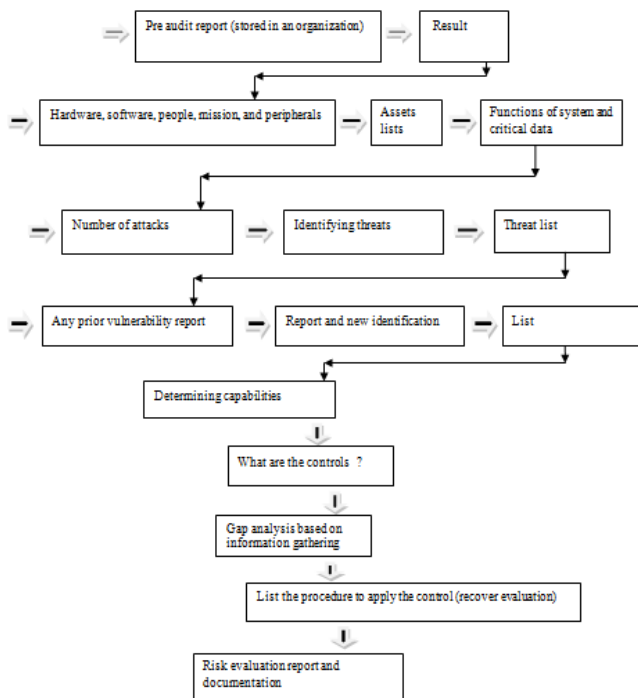 Pre audit report (stored in an organization)
Result
Hardware, software, people, mission, and peripherals
Assets
lists
Functions of system and
critical data
Number of attacks
Identifying threats
Threat list
Any prior vulnerability report
Report and new identification
List
Determining capabilities
What are the controls ?
Gap analysis based on
information gathering
List the procedure to apply the control (recover evaluation)
Risk evaluation report and
documentation